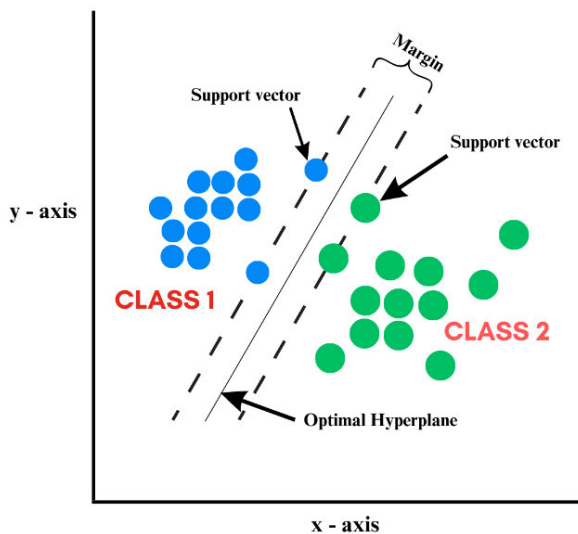 Margin
Support vector
Support vector
y - axis
CLASS 1
CLASS 2
Optimal Hyperplane
x - axis